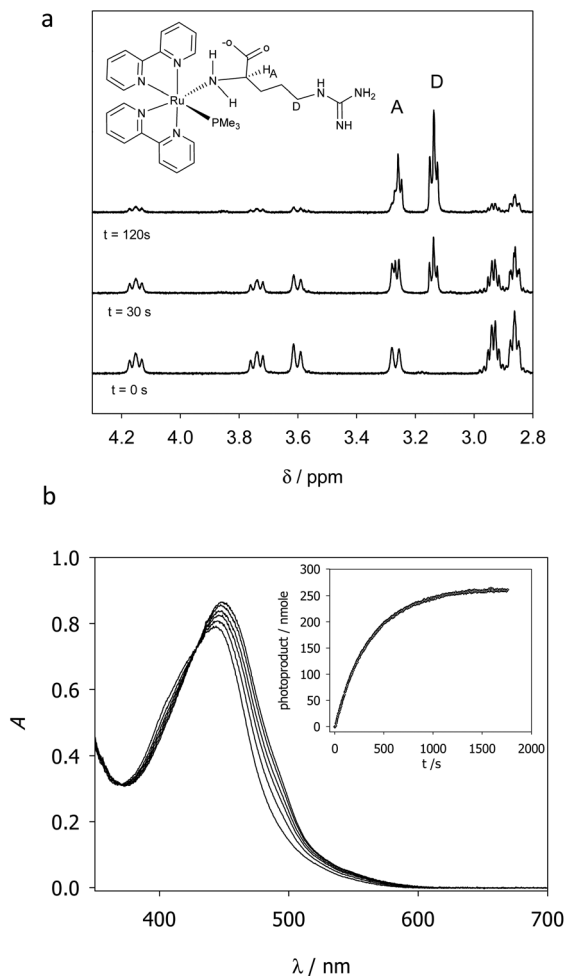 a
-o
O
H
H
A
N
H
N
N
N
N
Ru
PMe3
D
H
N
NH2
NH
A
D
t = 120s
t = 30 s
t = 0 s
4.2 4.0 3.8 3.6 3.4 3.2 3.0 2.8
δ / ppm
b
1.0
0.8
0.6
0.4
0.2
0.0
A
400 500 600 700
λ / nm
300
250
200
150
100
50
0
photoproduct / nmole
0 500 1000 1500 2000
t /s